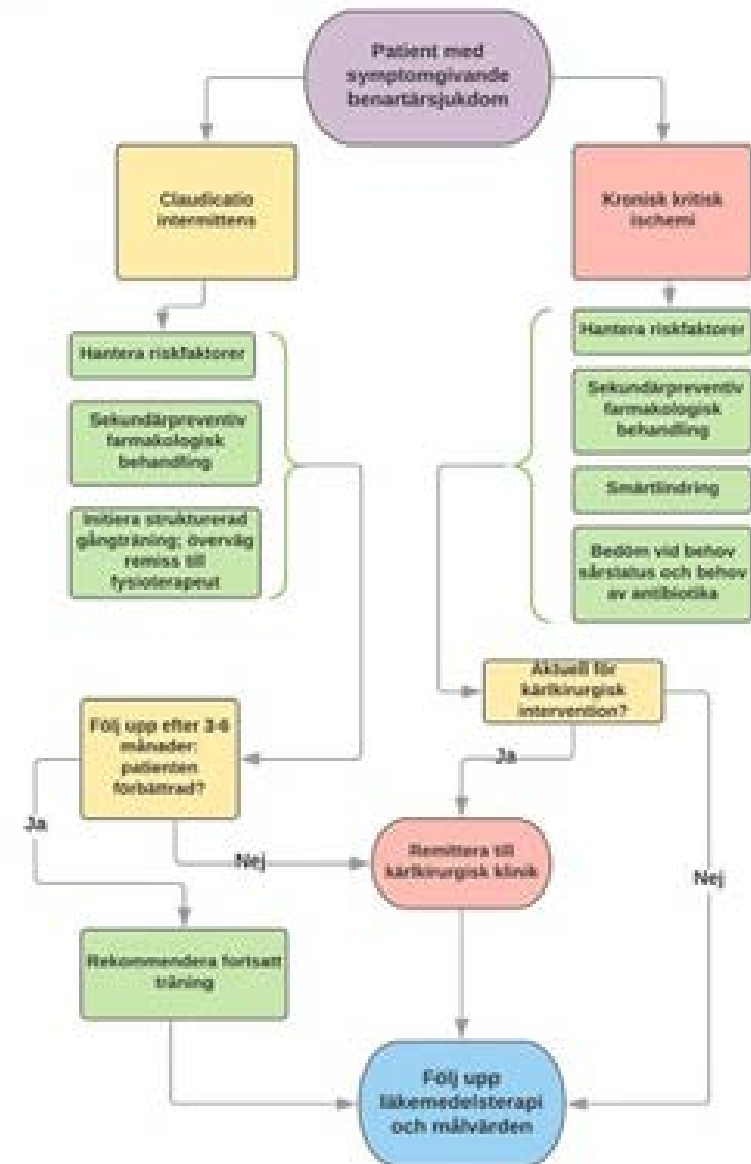 Patient med
symptomgivande
benartärsjukdom
Claudicatio
intermittens
Kronisk kritisk
ischemi
Hantera riskfaktorer
Sekundärpreventiv
farmakologisk
behandling
Initiera strukturerad
gångträning; överväg
remiss till
fysioterapeut
Hantera riskfaktorer
Sekundärpreventiv
farmakologisk
behandling
Smärtlindring
Bedöm vid behov
sårstatus och behov
av antibiotika
Aktuell för
kärlkirurgisk
intervention?
Följ upp efter 3-6
månader:
patienten
förbättrad?
Ja
Ja
Nej
Remittera till
kärlkirurgisk klinik
Nej
Rekommendera fortsatt
träning
Följ upp
läkemedelsterapi
och målvärden